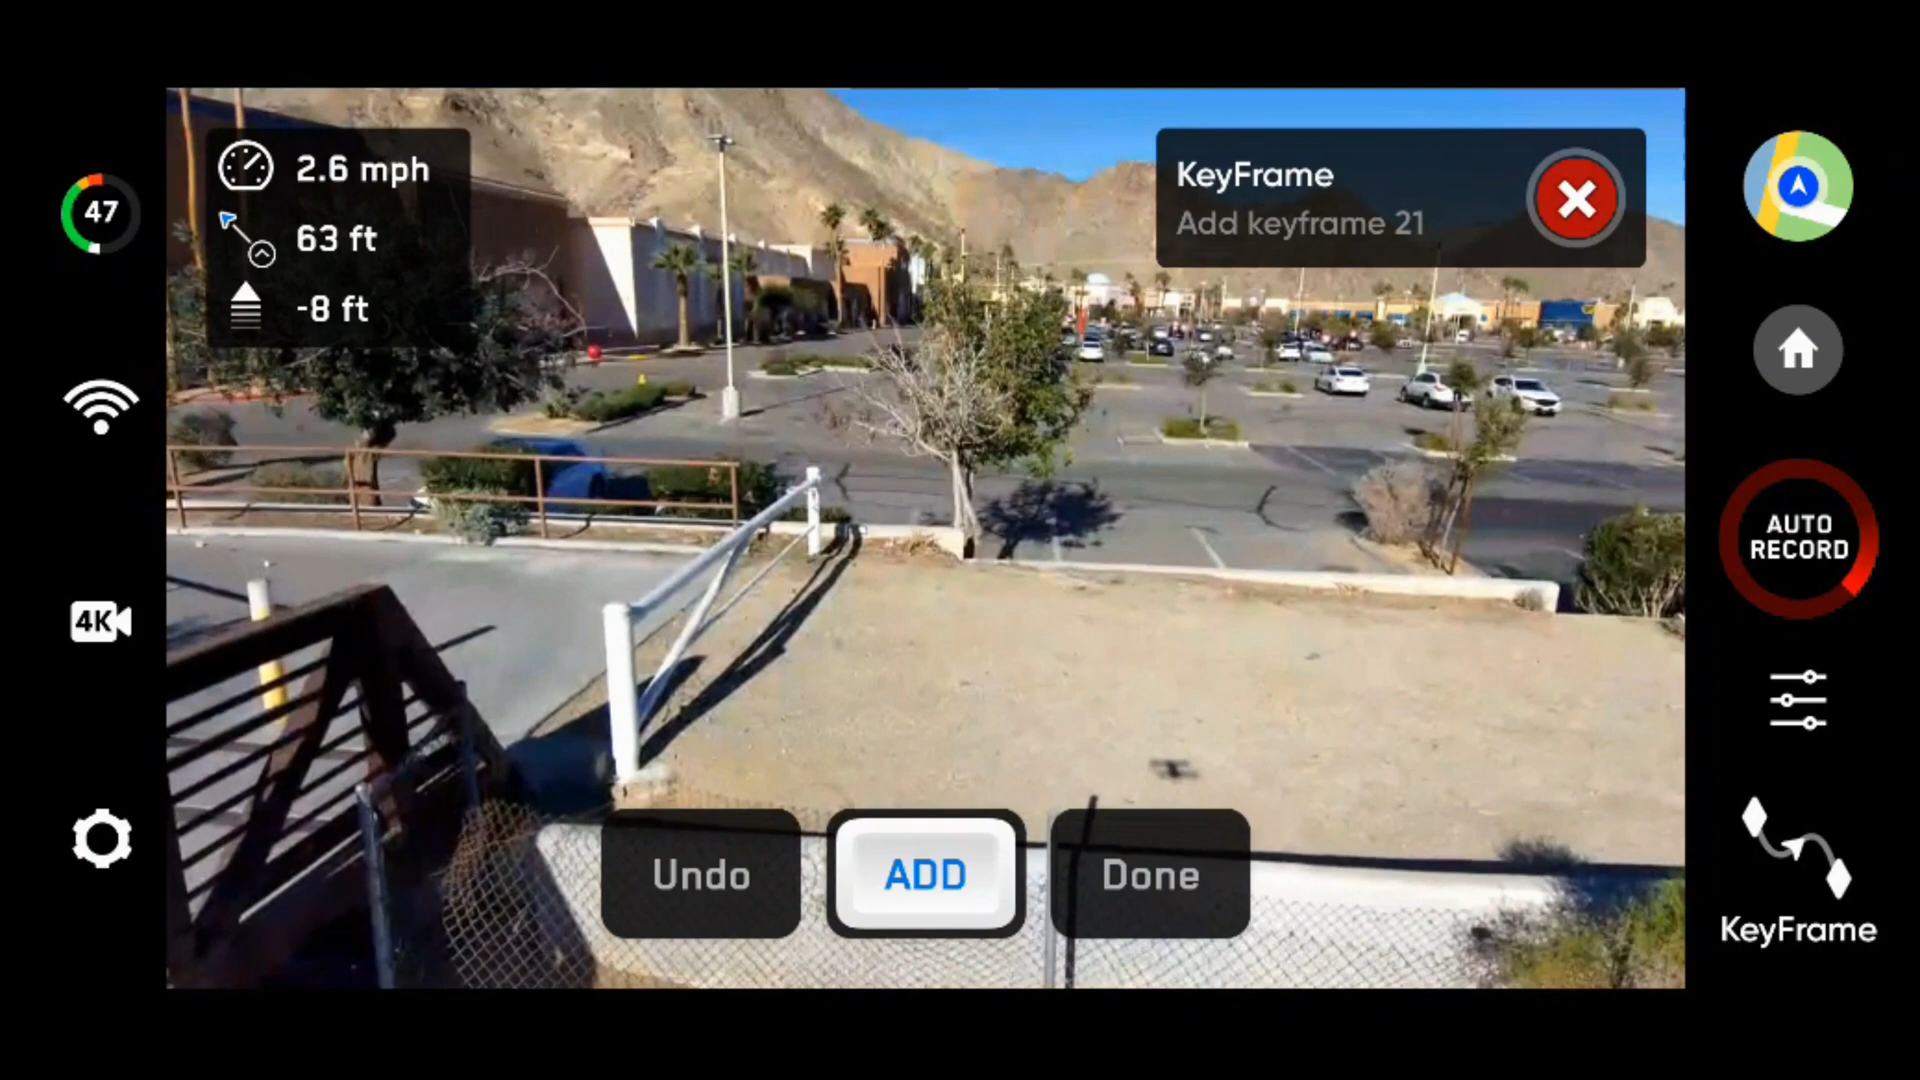 47
4K
2.6 mph
63 ft
-8 ft
KeyFrame
Add keyframe 21
Undo
ADD
Done
AUTO
RECORD
KeyFrame